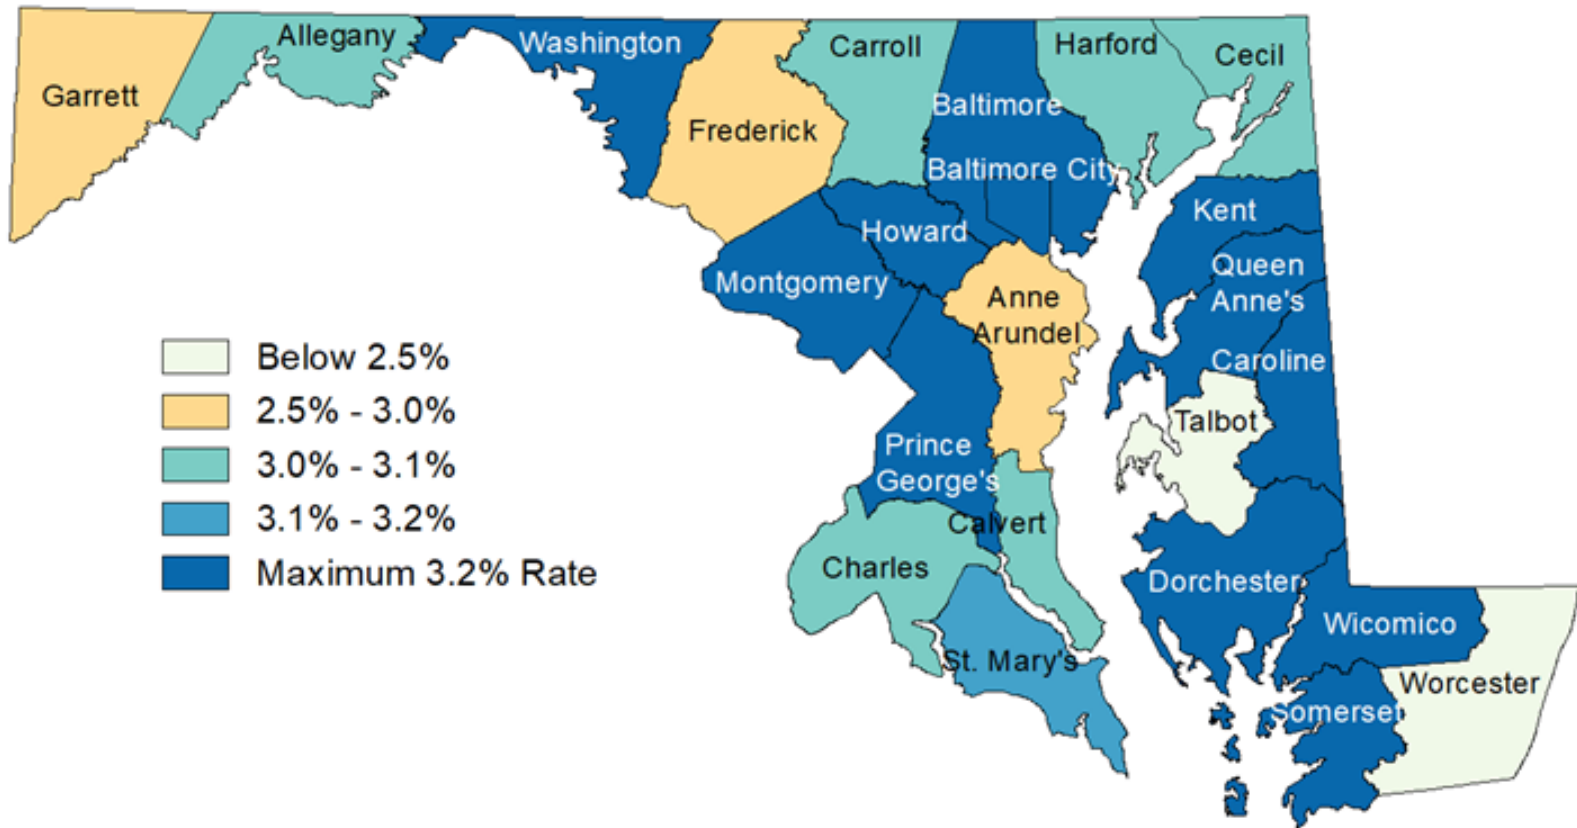 Garrett
Allegany
Washington
Frederick
Carroll
Baltimore
Baltimore City
Harford
Cecil
Kent
Queen
Anne's
Howard
Montgomery
Anne
Arundel
Caroline
Talbot
Prince
George's
Calvert
Charles
St. Mary's
Dorchester
Wicomico
Worcester
Somerset
Below 2.5%
2.5% - 3.0%
3.0% - 3.1%
3.1% - 3.2%
Maximum 3.2% Rate